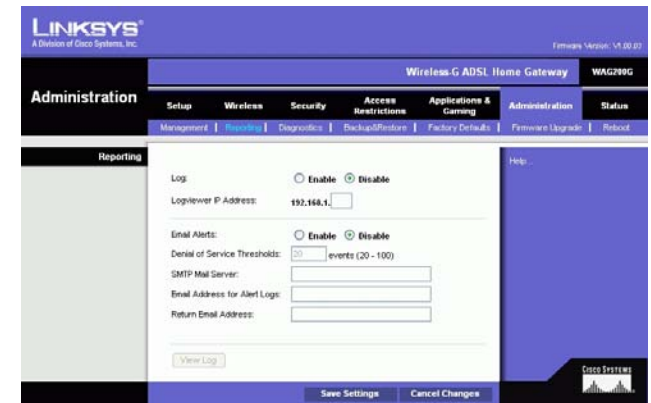 LINKSYS®
A Division of Cisco Systems, Inc.
Firmware Version: V1.00.03
Wireless-G ADSL Home Gateway WAG200G
Administration
Setup Wireless Security Access Restrictions Applications & Gaming Administration Status
Management | Reporting | Diagnostics | Backup&Restore | Factory Defaults | Firmware Upgrade | Reboot
Reporting
Help...
Log: Enable Disable
Logviewer IP Address: 192.168.1.
Email Alerts: Enable Disable
Denial of Service Thresholds: 20 events (20 - 100)
SMTP Mail Server:
Email Address for Alert Logs:
Return Email Address:
View Log
Save Settings Cancel Changes
CISCO SYSTEMS